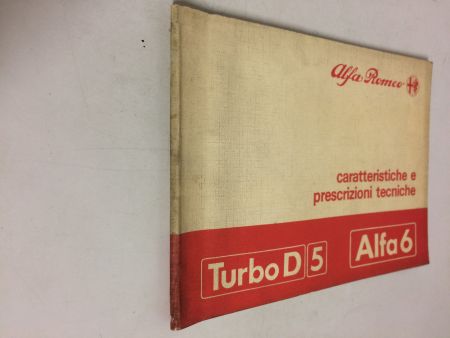 Alfa Romeo
caratteristiche e
prescrizioni tecniche
Turbo D 5 Alfa 6